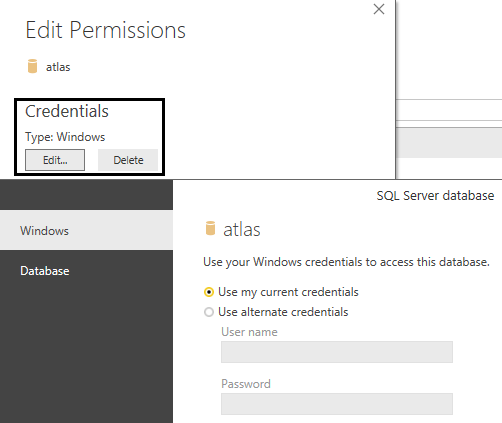 Edit Permissions
atlas
Credentials
Type: Windows
Edit... Delete
SQL Server database
Windows
Database
atlas
Use your Windows credentials to access this database.
Use my current credentials
Use alternate credentials
User name
Password